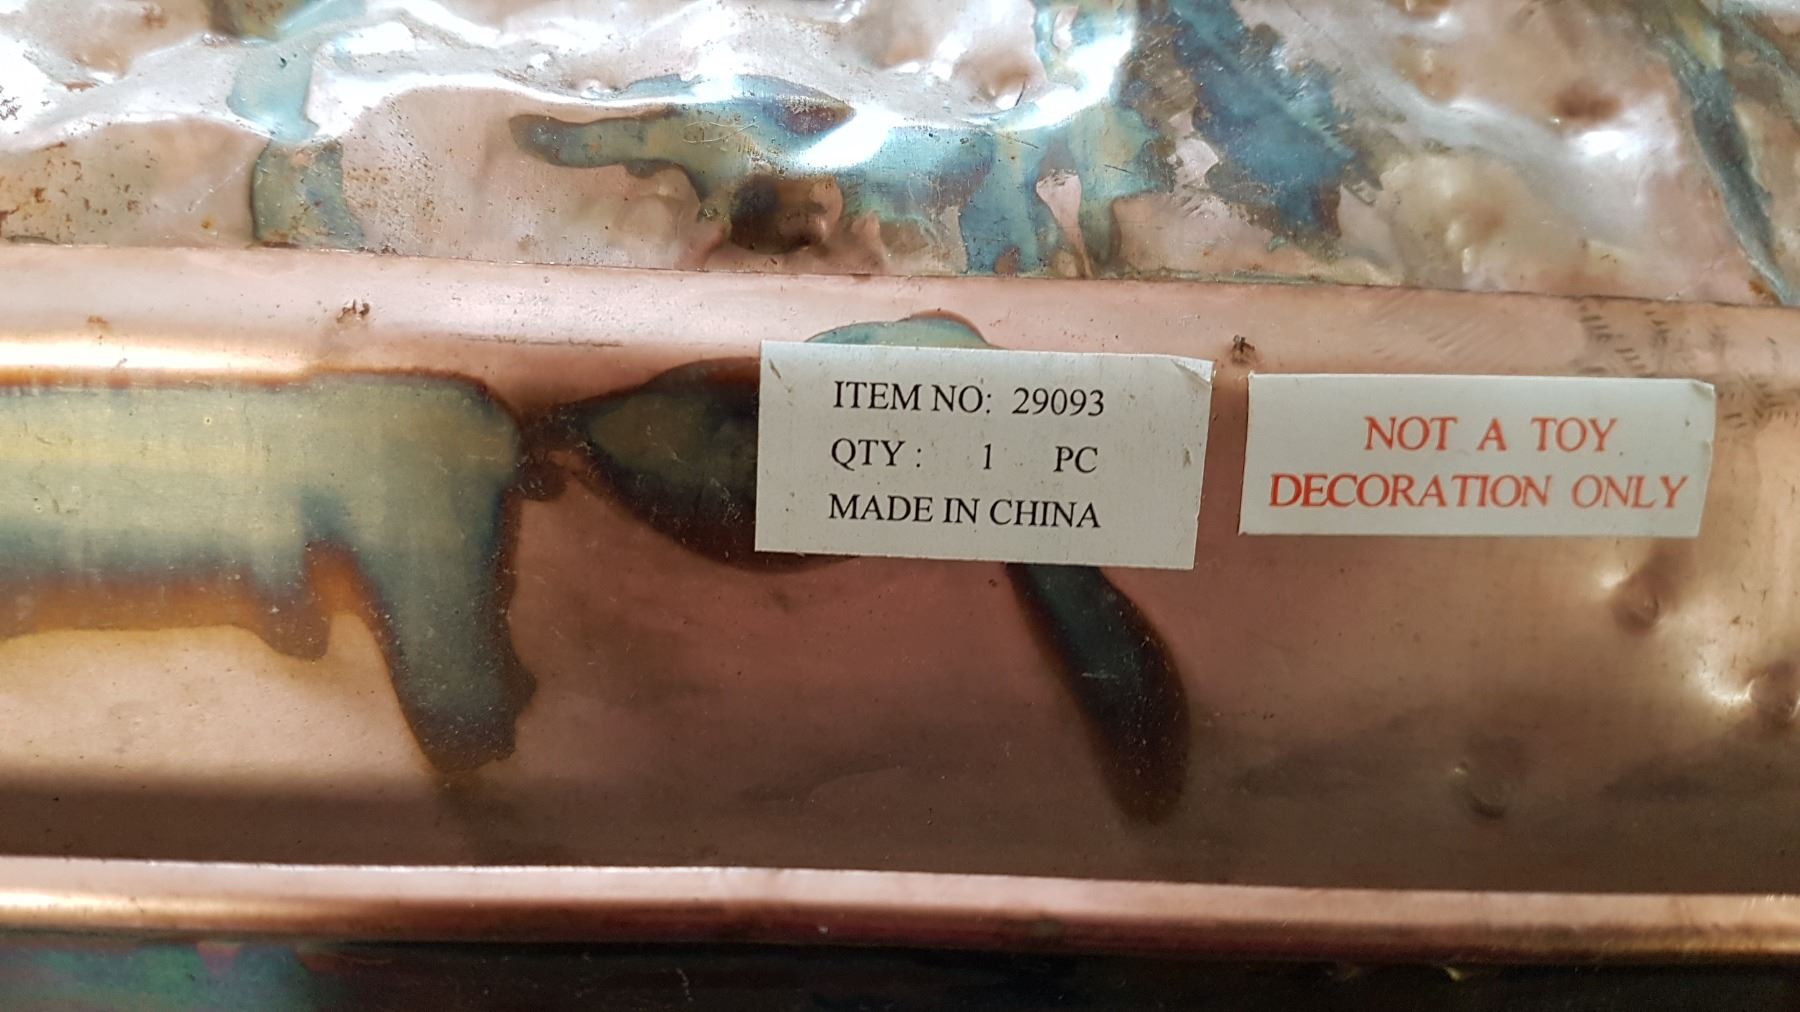 ITEM NO: 29093
QTY : 1 PC
MADE IN CHINA
NOT A TOY
DECORATION ONLY